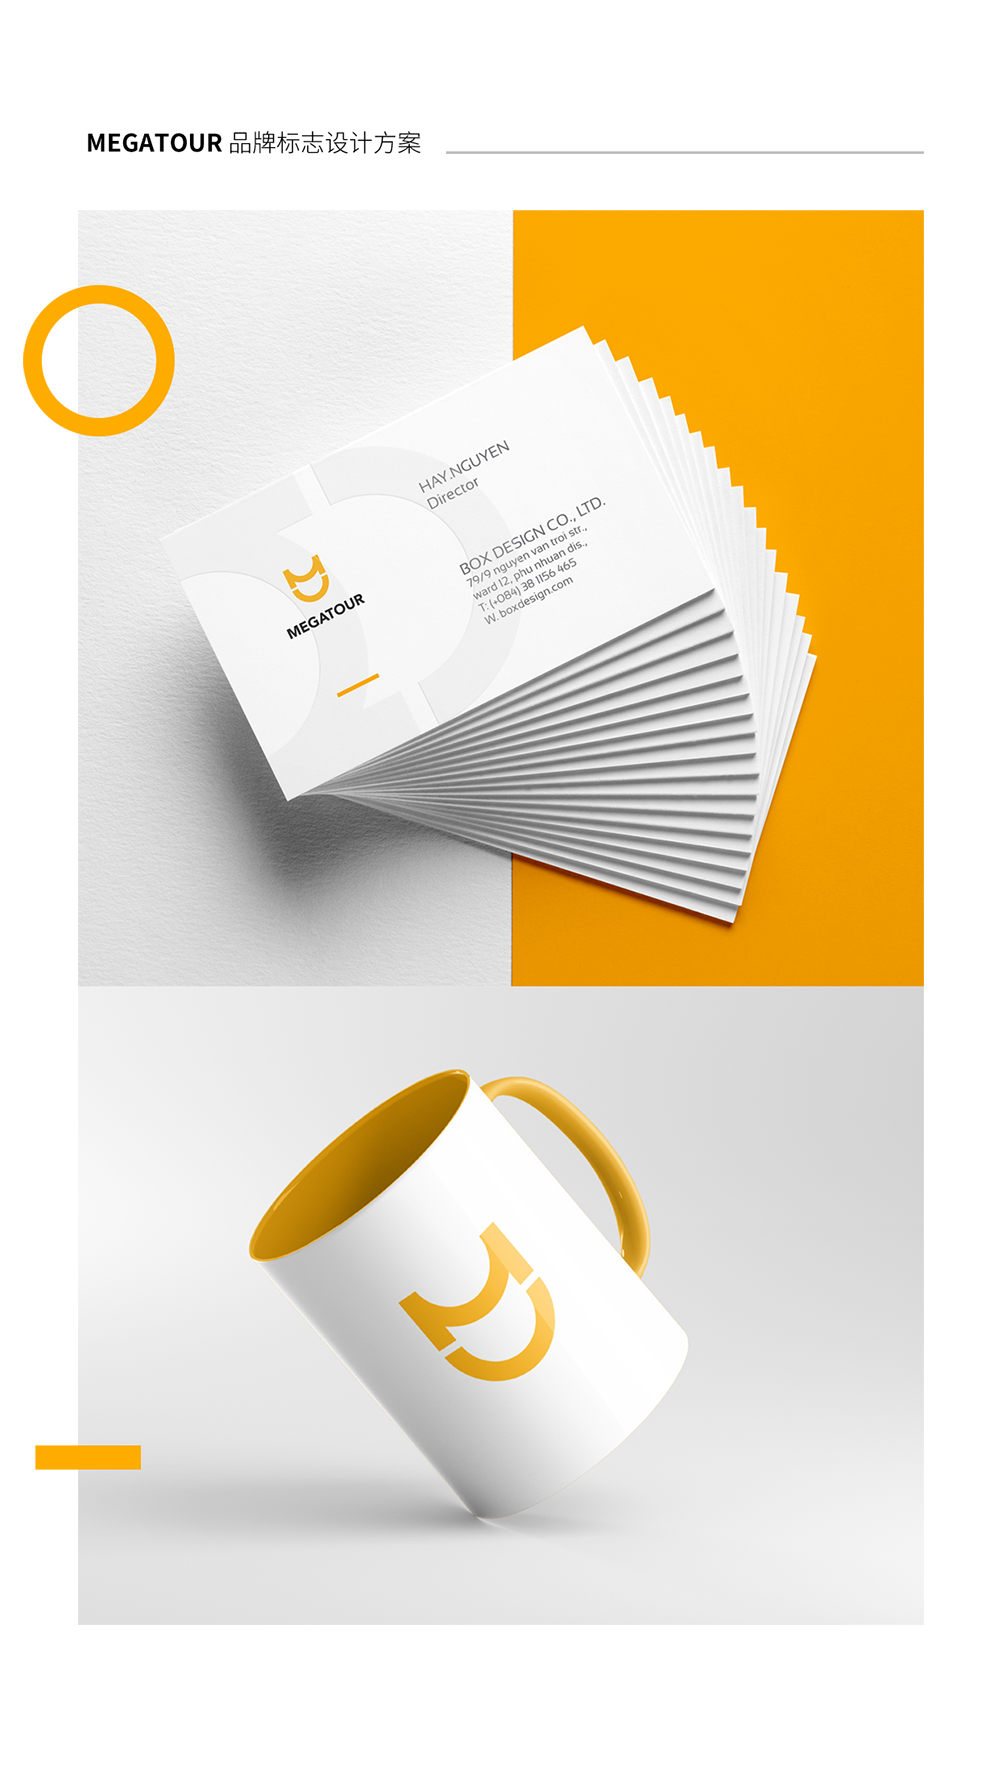 MEGATOUR 品牌标志设计方案
HAY.NGUYEN
Director
BOX DESIGN CO., LTD.
79/9 nguyen van troi str.,
ward 12, phu nhuan dis.,
T: (+084) 38 1156 465
W. boxdesign.com
MEGATOUR